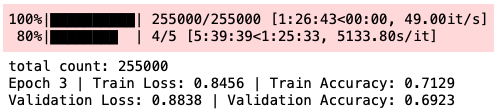 100%|██████████| 255000/255000 [1:26:43<00:00, 49.00it/s]
80%|████████  | 4/5 [5:39:39<1:25:33, 5133.80s/it]
total count: 255000
Epoch 3 | Train Loss: 0.8456 | Train Accuracy: 0.7129
Validation Loss: 0.8838 | Validation Accuracy: 0.6923